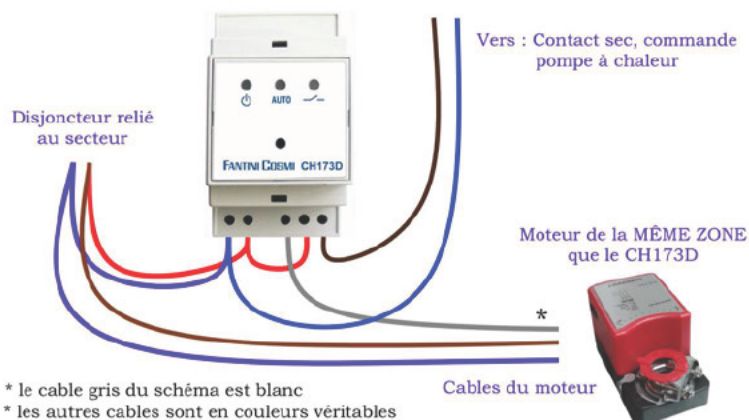 Vers : Contact sec, commande
pompe à chaleur
AUTO
Disjoncteur relié
au secteur
FANTINI COSMI CH173D
Moteur de la MÊME ZONE
que le CH173D
*
* le cable gris du schéma est blanc
* les autres cables sont en couleurs véritables
Cables du moteur